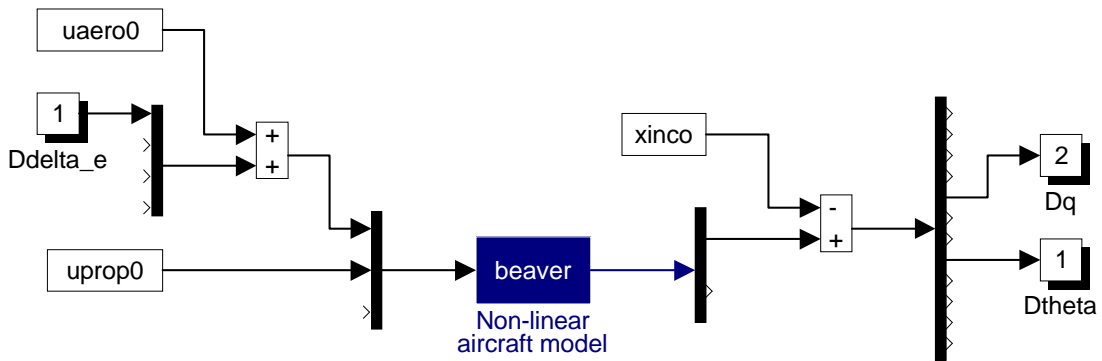 uaero0
1
Ddelta_e
+
+
uprop0
beaver
Non-linear
aircraft model
xinco
-
+
2
Dq
1
Dtheta